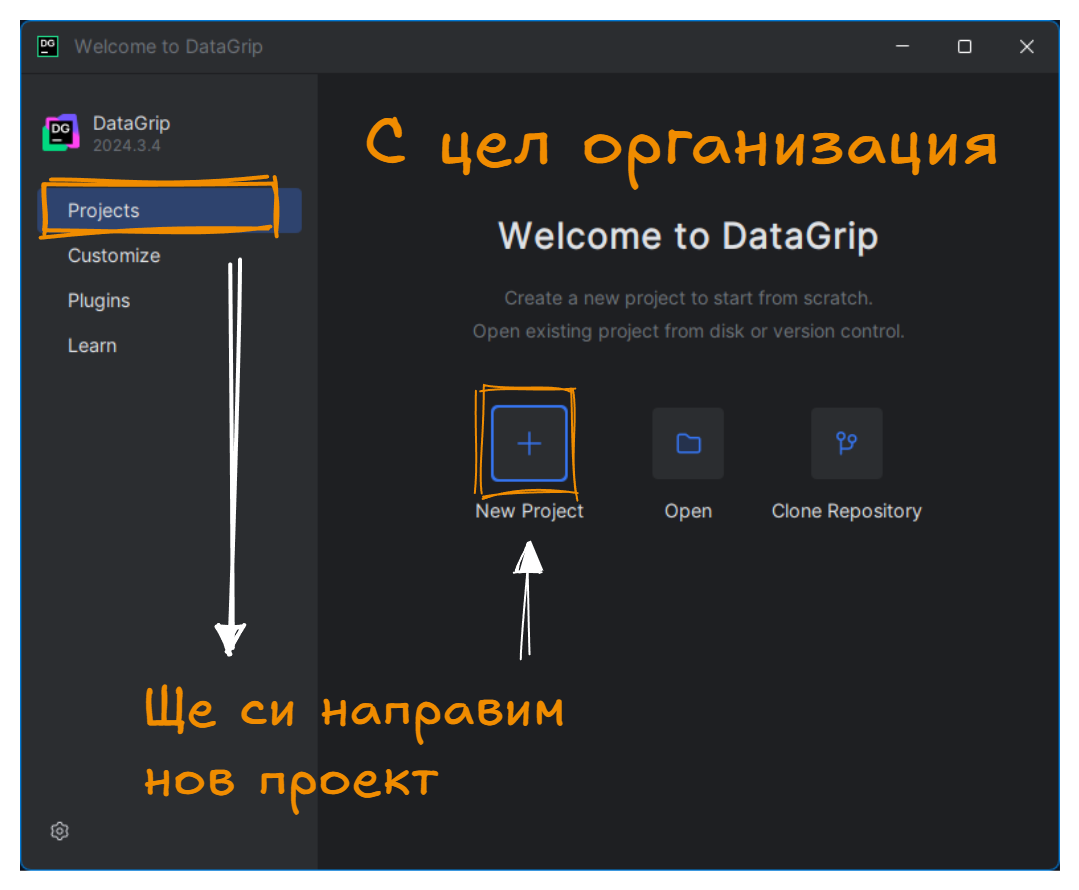 DG Welcome to DataGrip
DG DataGrip
2024.3.4
Projects
Customize
Plugins
Learn
С цел организация
Welcome to DataGrip
Create a new project to start from scratch.
Open existing project from disk or version control.
New Project
Open
Clone Repository
Ще си направим
нов проект